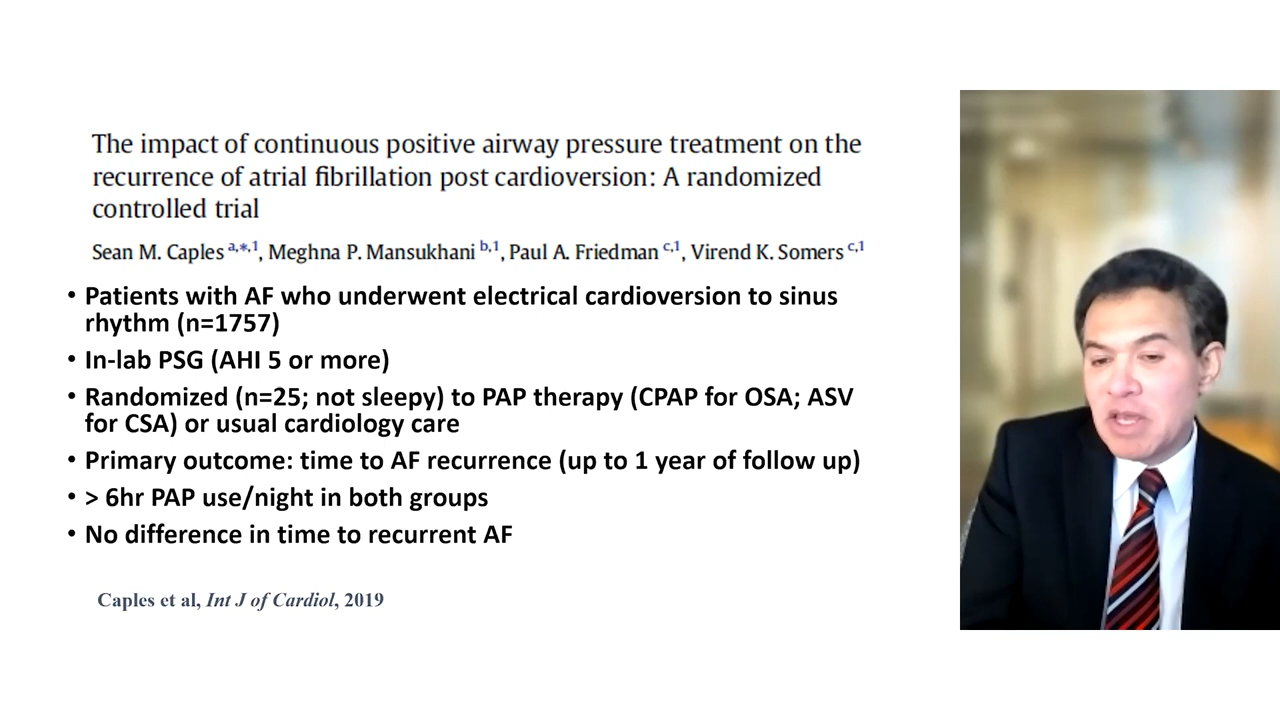 The impact of continuous positive airway pressure treatment on the
recurrence of atrial fibrillation post cardioversion: A randomized
controlled trial
Sean M. Caples a,*,1, Meghna P. Mansukhani b,1, Paul A. Friedman c,1, Virend K. Somers c,1
• Patients with AF who underwent electrical cardioversion to sinus
rhythm (n=1757)
• In-lab PSG (AHI 5 or more)
• Randomized (n=25; not sleepy) to PAP therapy (CPAP for OSA; ASV
for CSA) or usual cardiology care
• Primary outcome: time to AF recurrence (up to 1 year of follow up)
• > 6hr PAP use/night in both groups
• No difference in time to recurrent AF
Caples et al, Int J of Cardiol, 2019